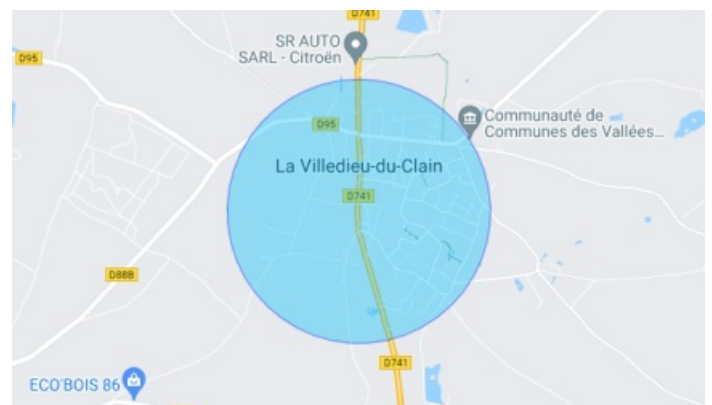 D741
SR AUTO
SARL - Citroën
D95
D95
Communauté de
Communes des Vallées...
La Villedieu-du-Clain
D741
D88B
D741
ECO'BOIS 86